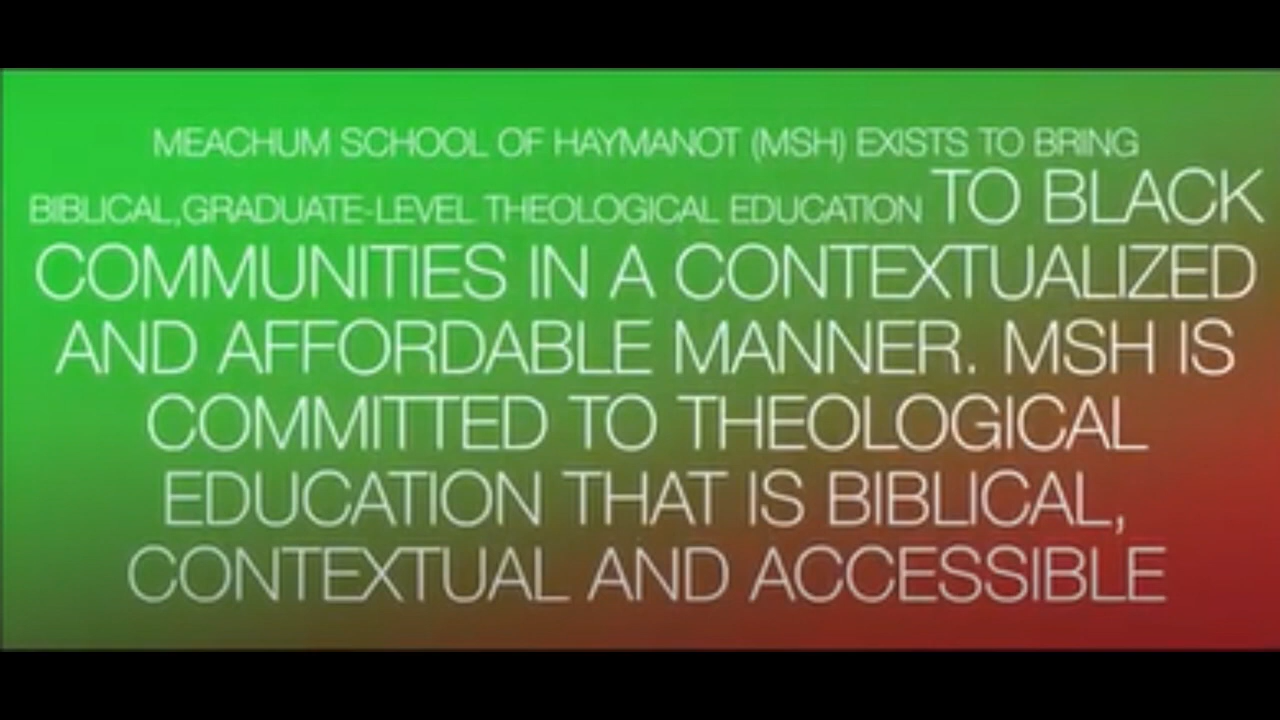 MEACHUM SCHOOL OF HAYMANOT (MSH) EXISTS TO BRING
BIBLICAL,GRADUATE-LEVEL THEOLOGICAL EDUCATION TO BLACK
COMMUNITIES IN A CONTEXTUALIZED
AND AFFORDABLE MANNER. MSH IS
COMMITTED TO THEOLOGICAL
EDUCATION THAT IS BIBLICAL,
CONTEXTUAL AND ACCESSIBLE